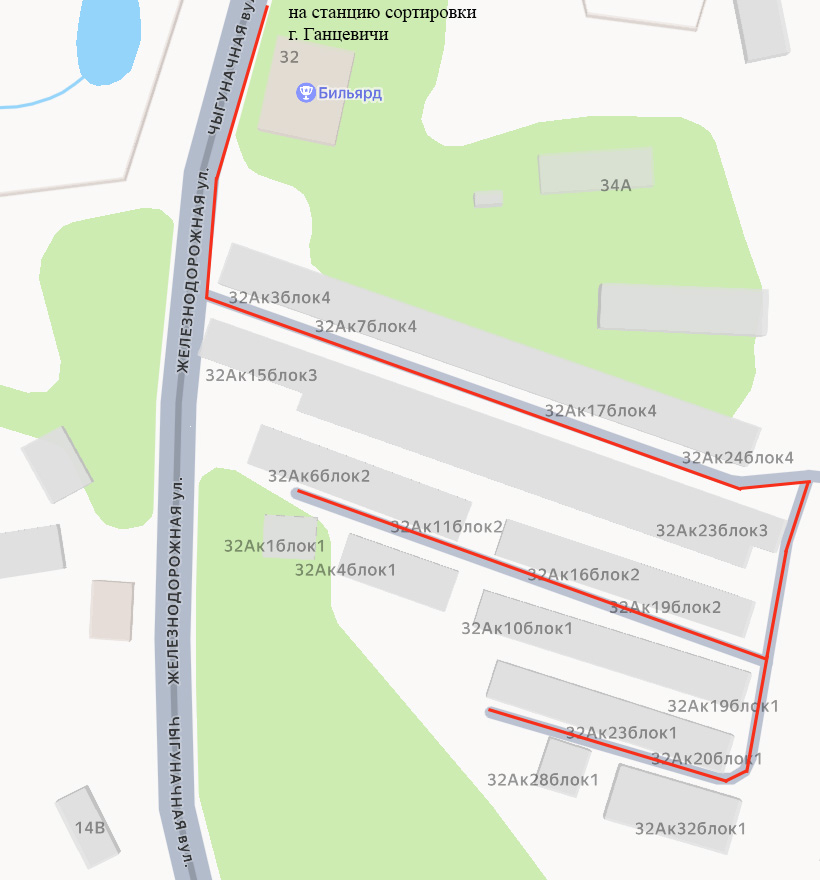 на станцию сортировки
г. Ганцевичи
32
Бильярд
ЧЫГУНАЧНАЯ вул.
34А
ЖЕЛЕЗНОДОРОЖНАЯ ул.
32Ак3блок4
32Ак7блок4
32Ак15блок3
32Ак17блок4
32Ак24блок4
32Ак6блок2
32Ак11блок2
32Ак23блок3
32Ак1блок1
32Ак4блок1
32Ак16блок2
32Ак19блок2
ЖЕЛЕЗНОДОРОЖНАЯ ул.
32Ак10блок1
32Ак19блок1
32Ак23блок1
32Ак20блок1
32Ак28блок1
ЧЫГУНАЧНАЯ вул.
14В
32Ак32блок1